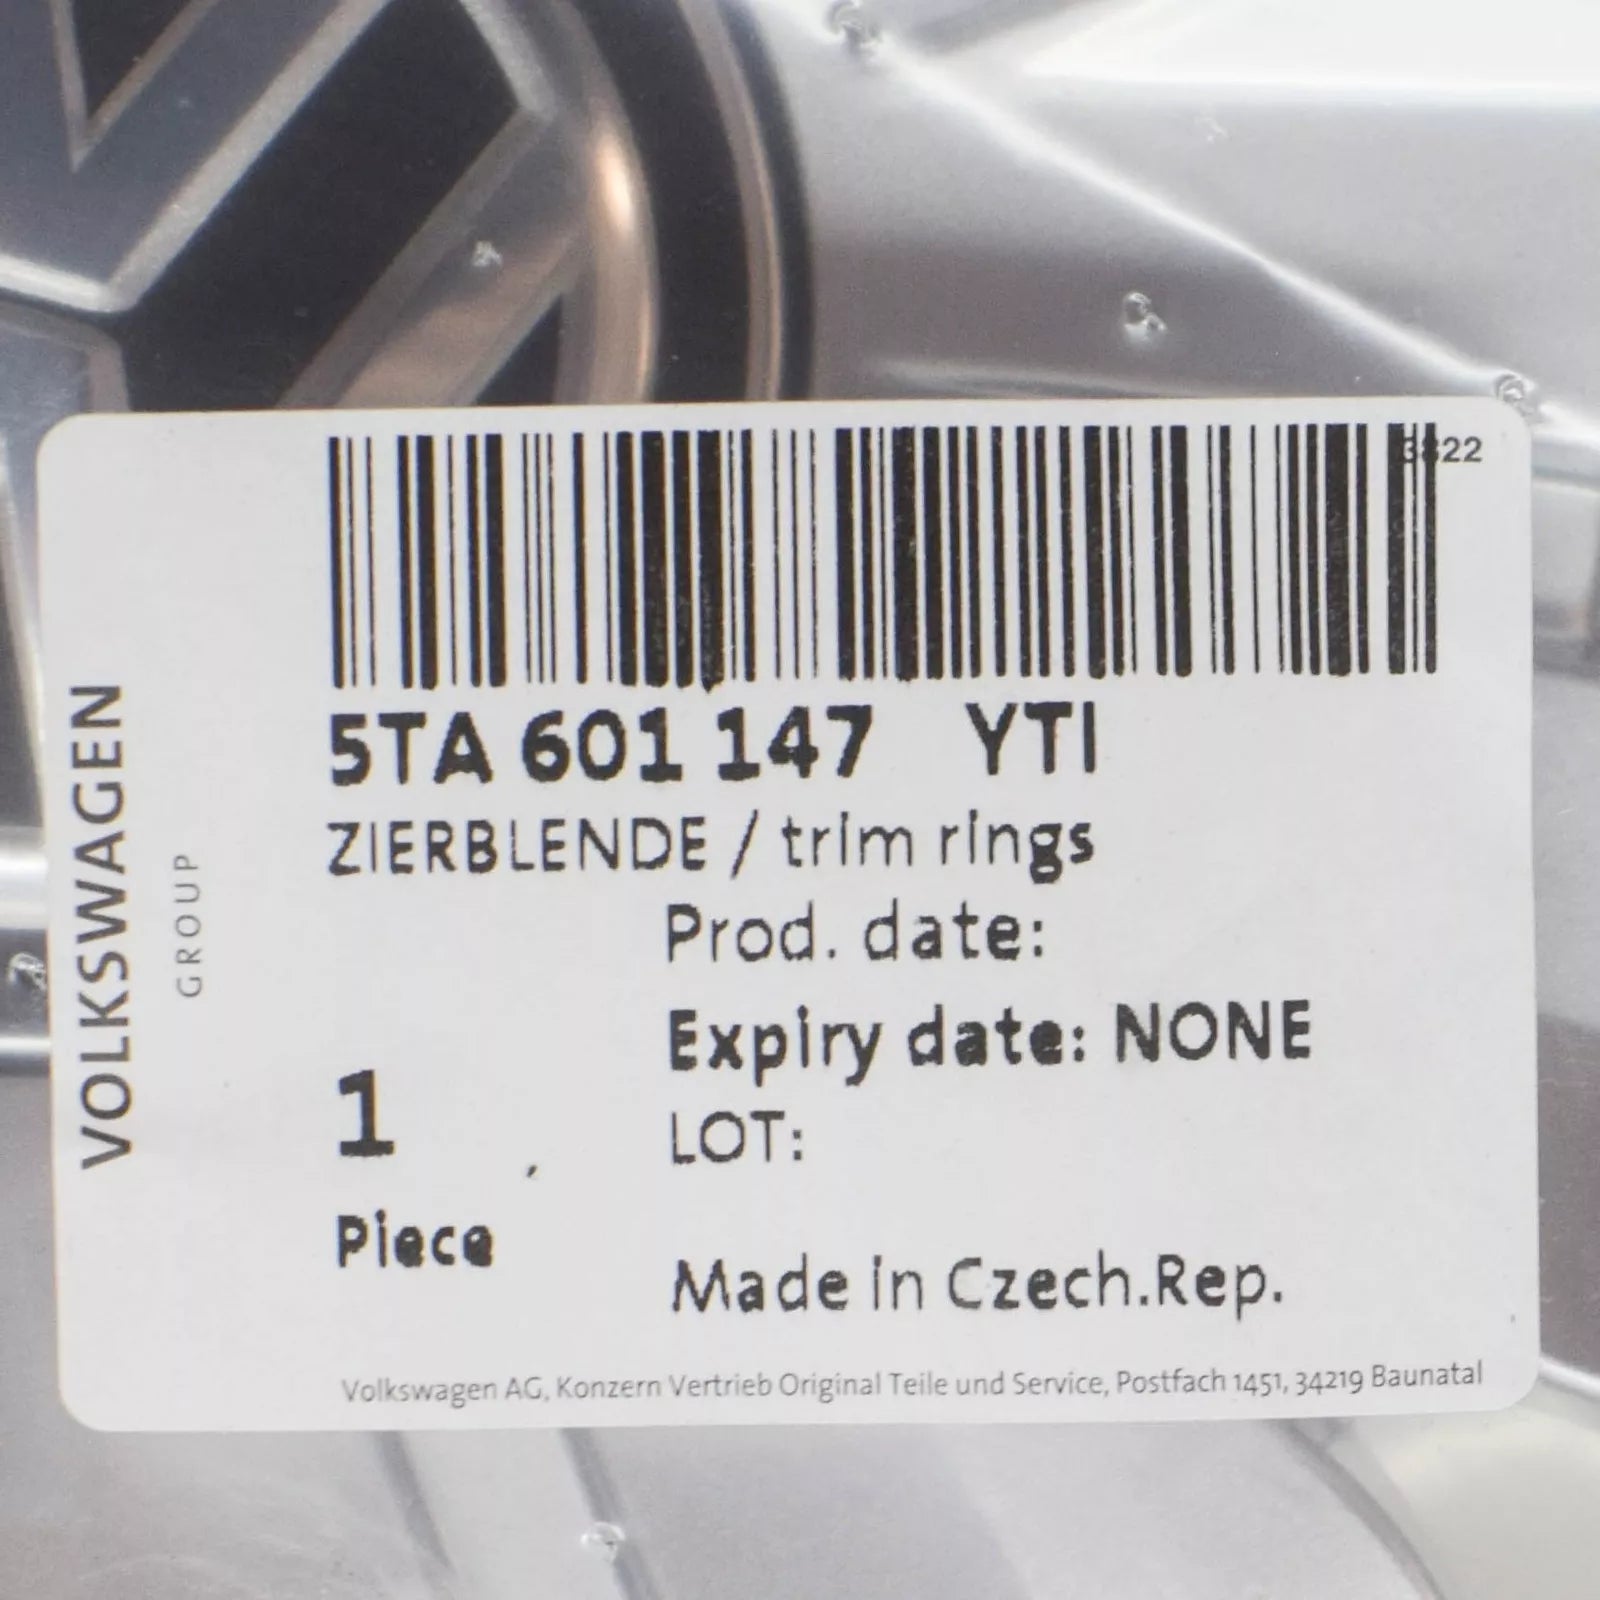 3822
5TA 601 147 YTI
ZIERBLENDE / trim rings
Prod. date:
Expiry date: NONE
1
LOT:
Piece
Made in Czech.Rep.
Volkswagen AG, Konzern Vertrieb Original Teile und Service, Postfach 1451, 34219 Baunatal
VOLKSWAGEN
GROUP